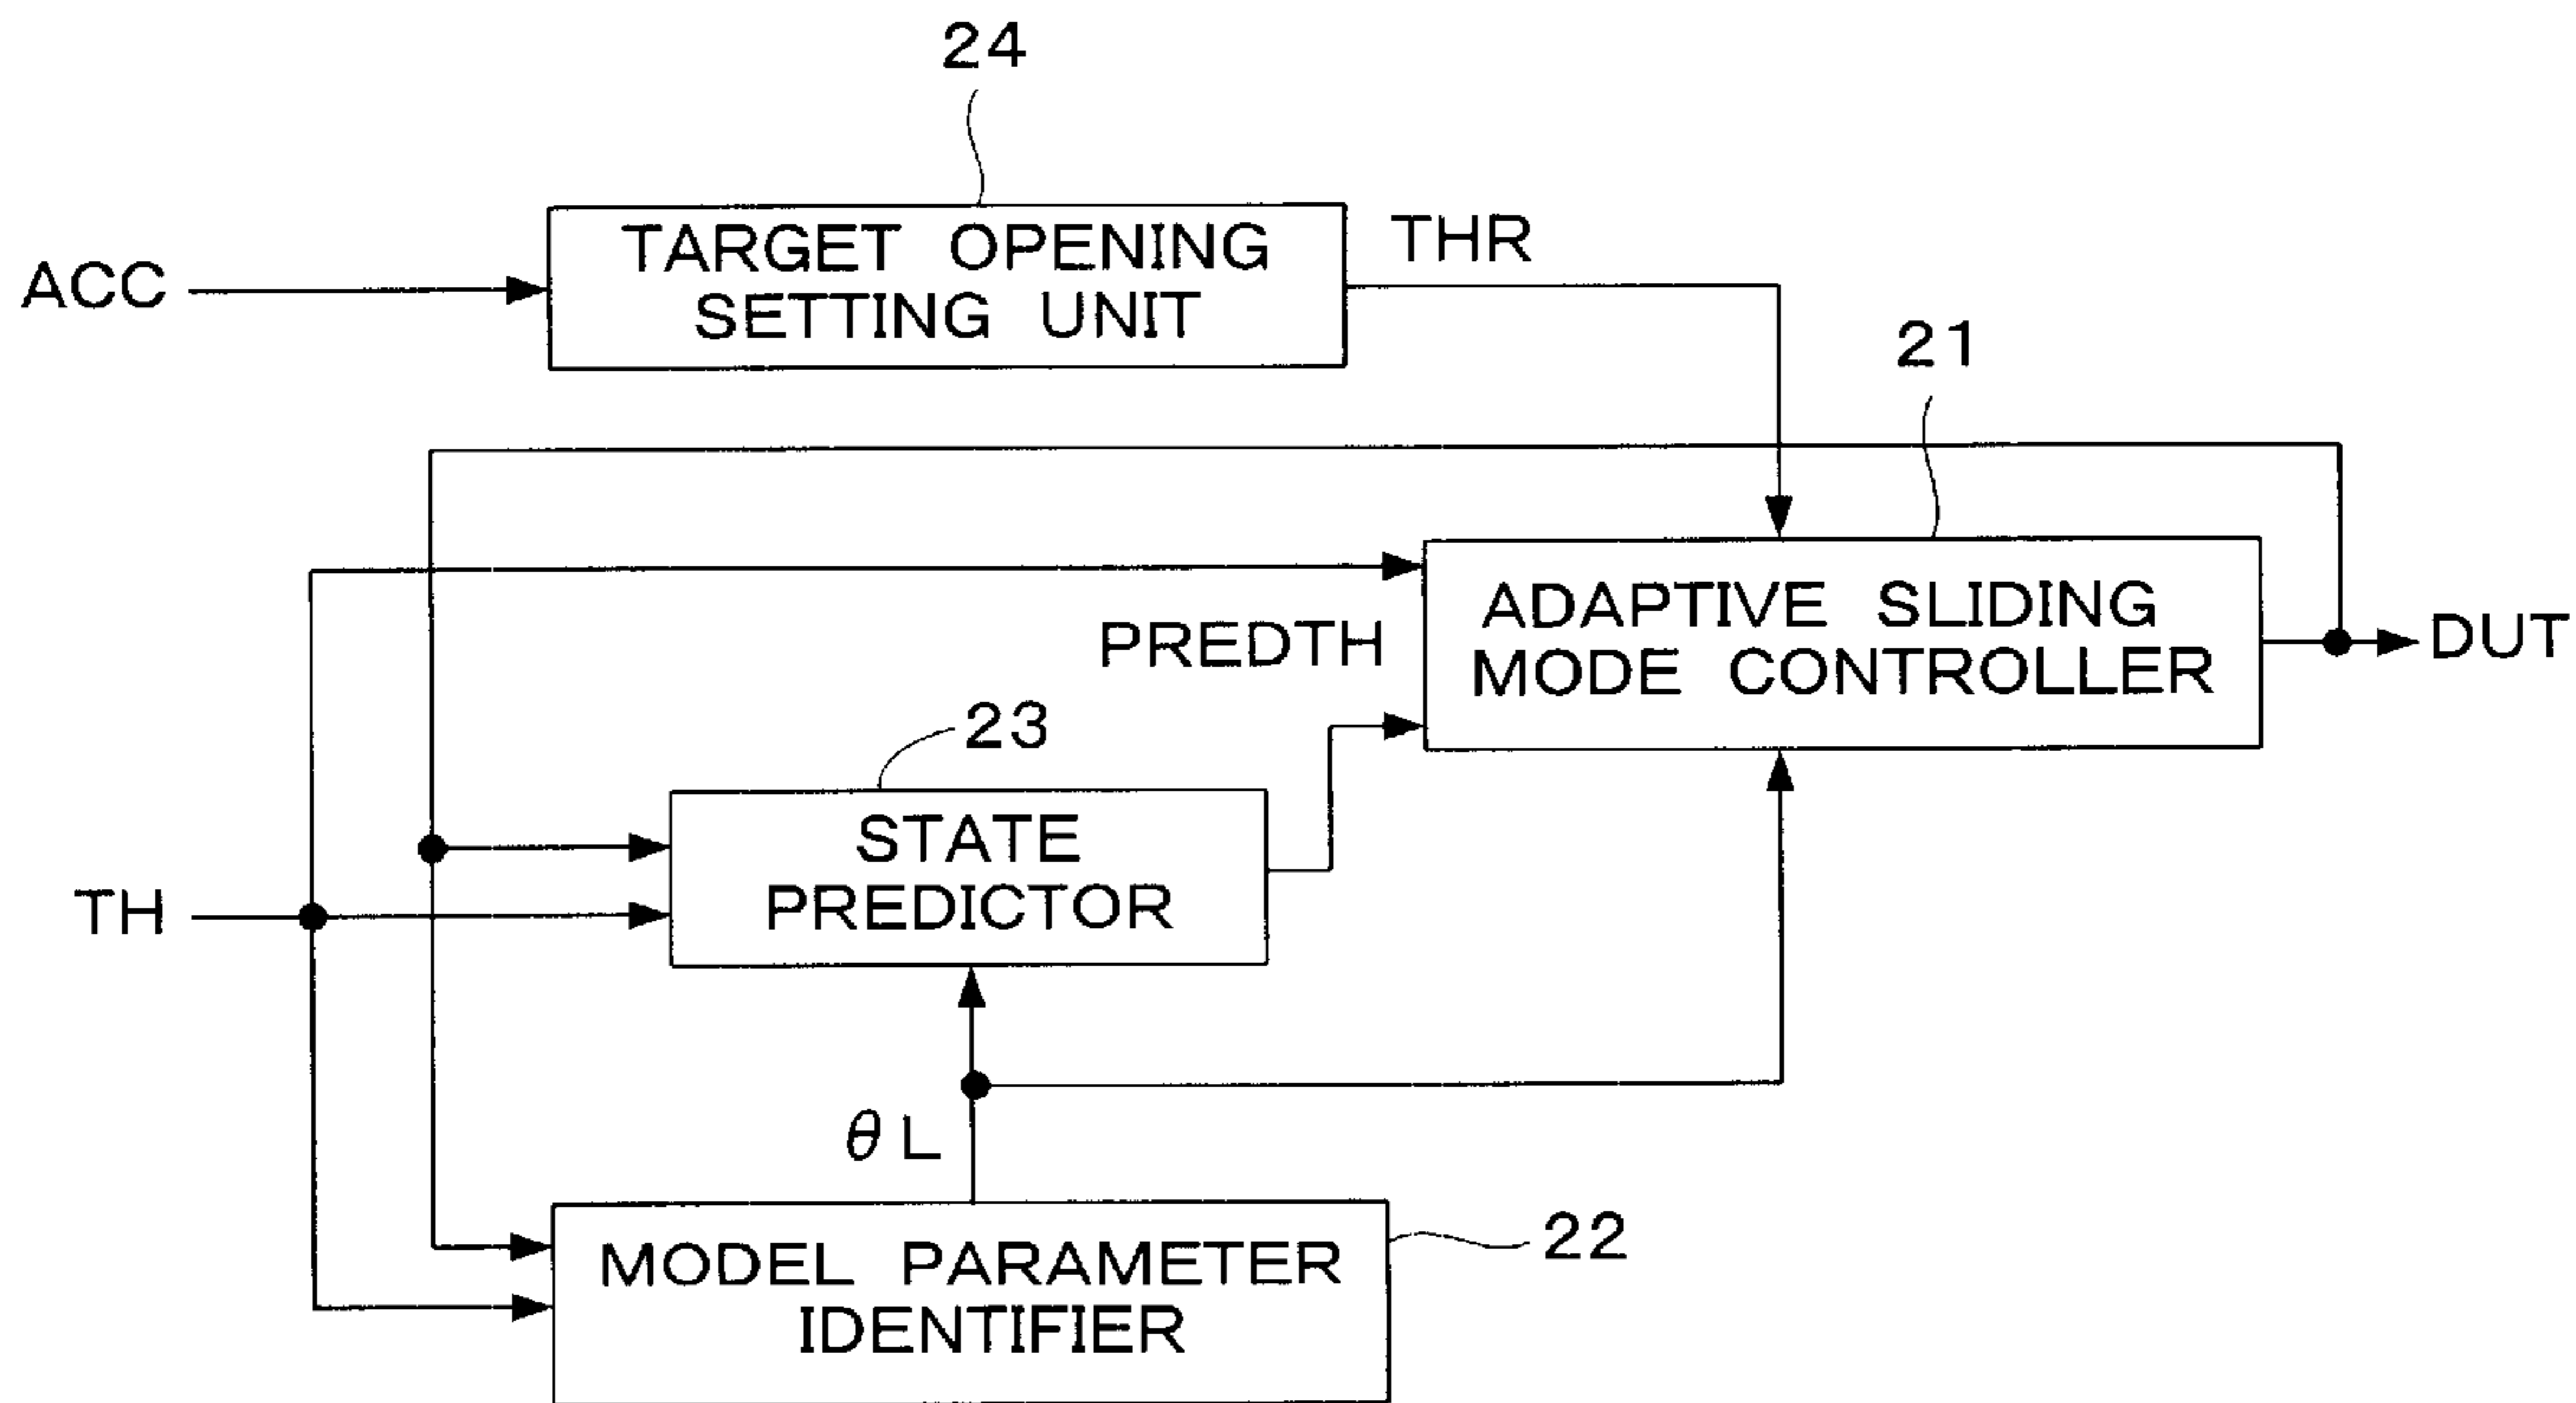 24
TARGET OPENING
SETTING UNIT
THR
ACC
21
ADAPTIVE SLIDING
MODE CONTROLLER
PREDTH
DUT
23
STATE
PREDICTOR
TH
θL
22
MODEL PARAMETER
IDENTIFIER